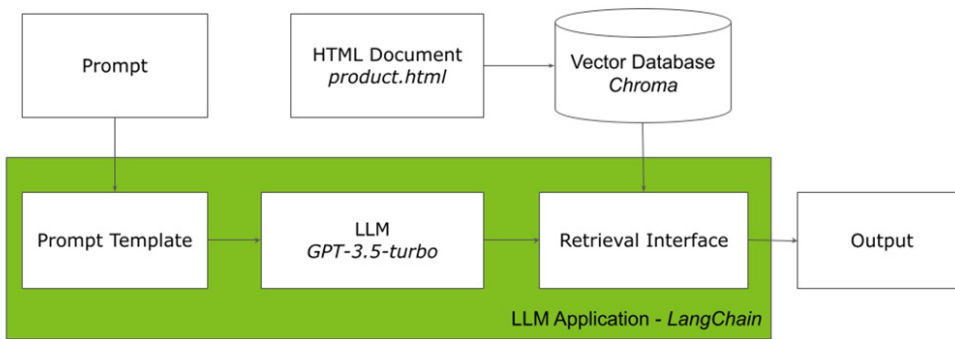 Prompt
HTML Document
product.html
Vector Database
Chroma
Prompt Template
LLM
GPT-3.5-turbo
Retrieval Interface
Output
LLM Application - LangChain